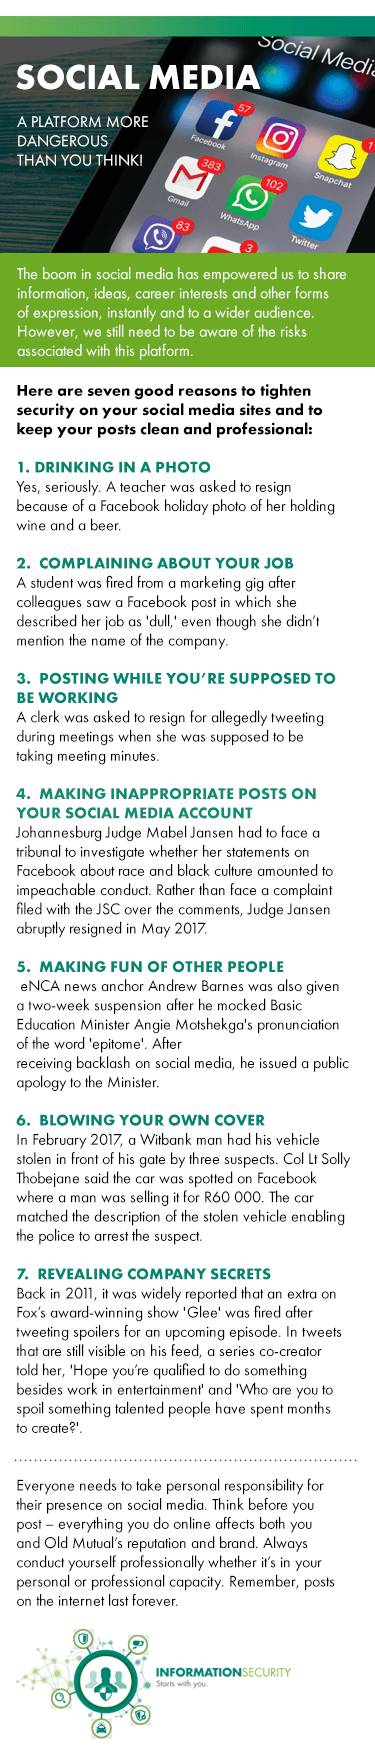 Social Media
SOCIAL MEDIA
A PLATFORM MORE
DANGEROUS
THAN YOU THINK!
57
Facebook
Instagram
1
Snapchat
383
Gmail
102
WhatsApp
Twitter
83
3
The boom in social media has empowered us to share
information, ideas, career interests and other forms
of expression, instantly and to a wider audience.
However, we still need to be aware of the risks
associated with this platform.
Here are seven good reasons to tighten
security on your social media sites and to
keep your posts clean and professional:
1. DRINKING IN A PHOTO
Yes, seriously. A teacher was asked to resign
because of a Facebook holiday photo of her holding
wine and a beer.
2. COMPLAINING ABOUT YOUR JOB
A student was fired from a marketing gig after
colleagues saw a Facebook post in which she
described her job as 'dull,' even though she didn't
mention the name of the company.
3. POSTING WHILE YOU'RE SUPPOSED TO
BE WORKING
A clerk was asked to resign for allegedly tweeting
during meetings when she was supposed to be
taking meeting minutes.
4. MAKING INAPPROPRIATE POSTS ON
YOUR SOCIAL MEDIA ACCOUNT
Johannesburg Judge Mabel Jansen had to face a
tribunal to investigate whether her statements on
Facebook about race and black culture amounted to
impeachable conduct. Rather than face a complaint
filed with the JSC over the comments, Judge Jansen
abruptly resigned in May 2017.
5. MAKING FUN OF OTHER PEOPLE
eNCA news anchor Andrew Barnes was also given
a two-week suspension after he mocked Basic
Education Minister Angie Motshekga's pronunciation
of the word 'epitome'. After
receiving backlash on social media, he issued a public
apology to the Minister.
6. BLOWING YOUR OWN COVER
In February 2017, a Witbank man had his vehicle
stolen in front of his gate by three suspects. Col Lt Solly
Thobejane said the car was spotted on Facebook
where a man was selling it for R60 000. The car
matched the description of the stolen vehicle enabling
the police to arrest the suspect.
7. REVEALING COMPANY SECRETS
Back in 2011, it was widely reported that an extra on
Fox's award-winning show 'Glee' was fired after
tweeting spoilers for an upcoming episode. In tweets
that are still visible on his feed, a series co-creator
told her, 'Hope you're qualified to do something
besides work in entertainment' and 'Who are you to
spoil something talented people have spent months
to create?'.
Everyone needs to take personal responsibility for
their presence on social media. Think before you
post – everything you do online affects both you
and Old Mutual's reputation and brand. Always
conduct yourself professionally whether it's in your
personal or professional capacity. Remember, posts
on the internet last forever.
INFORMATIONSECURITY
Starts with you.